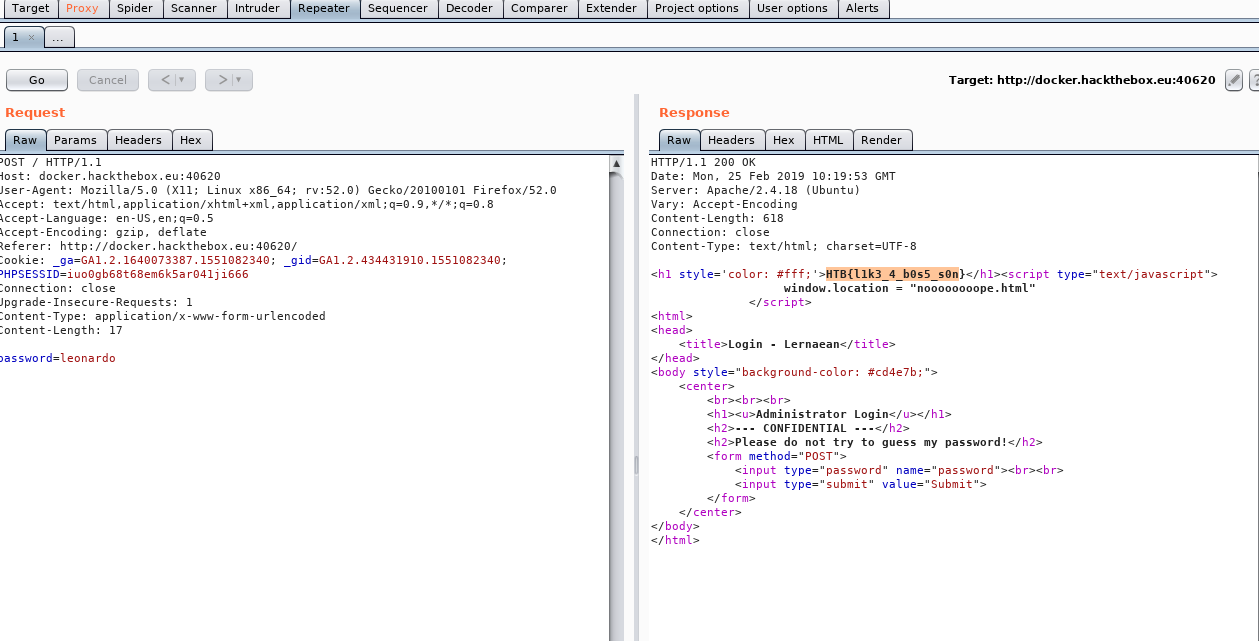 Target Proxy Spider Scanner Intruder Repeater Sequencer Decoder Comparer Extender Project options User options Alerts
1 × ...
Go Cancel < ▼ > ▼ Target: http://docker.hackthebox.eu:40620 ?
Request
Raw Params Headers Hex
POST / HTTP/1.1
Host: docker.hackthebox.eu:40620
User-Agent: Mozilla/5.0 (X11; Linux x86_64; rv:52.0) Gecko/20100101 Firefox/52.0
Accept: text/html,application/xhtml+xml,application/xml;q=0.9,*/*;q=0.8
Accept-Language: en-US,en;q=0.5
Accept-Encoding: gzip, deflate
Referer: http://docker.hackthebox.eu:40620/
Cookie: _ga=GA1.2.1640073387.1551082340; _gid=GA1.2.434431910.1551082340;
PHPSESSID=iuo0gb68t68em6k5ar041ji666
Connection: close
Upgrade-Insecure-Requests: 1
Content-Type: application/x-www-form-urlencoded
Content-Length: 17
password=leonardo
Response
Raw Headers Hex HTML Render
HTTP/1.1 200 OK
Date: Mon, 25 Feb 2019 10:19:53 GMT
Server: Apache/2.4.18 (Ubuntu)
Vary: Accept-Encoding
Content-Length: 618
Connection: close
Content-Type: text/html; charset=UTF-8
<h1 style='color: #fff;'>HTB{l1k3_4_b0s5_s0n}</h1><script type="text/javascript">
window.location = "noooooooope.html"
</script>
<html>
<head>
<title>Login - Lernaean</title>
</head>
<body style="background-color: #cd4e7b;">
<center>
<br><br><br>
<h1><u>Administrator Login</u></h1>
<h2>--- CONFIDENTIAL ---</h2>
<h2>Please do not try to guess my password!</h2>
<form method="POST">
<input type="password" name="password"><br><br>
<input type="submit" value="Submit">
</form>
</center>
</body>
</html>